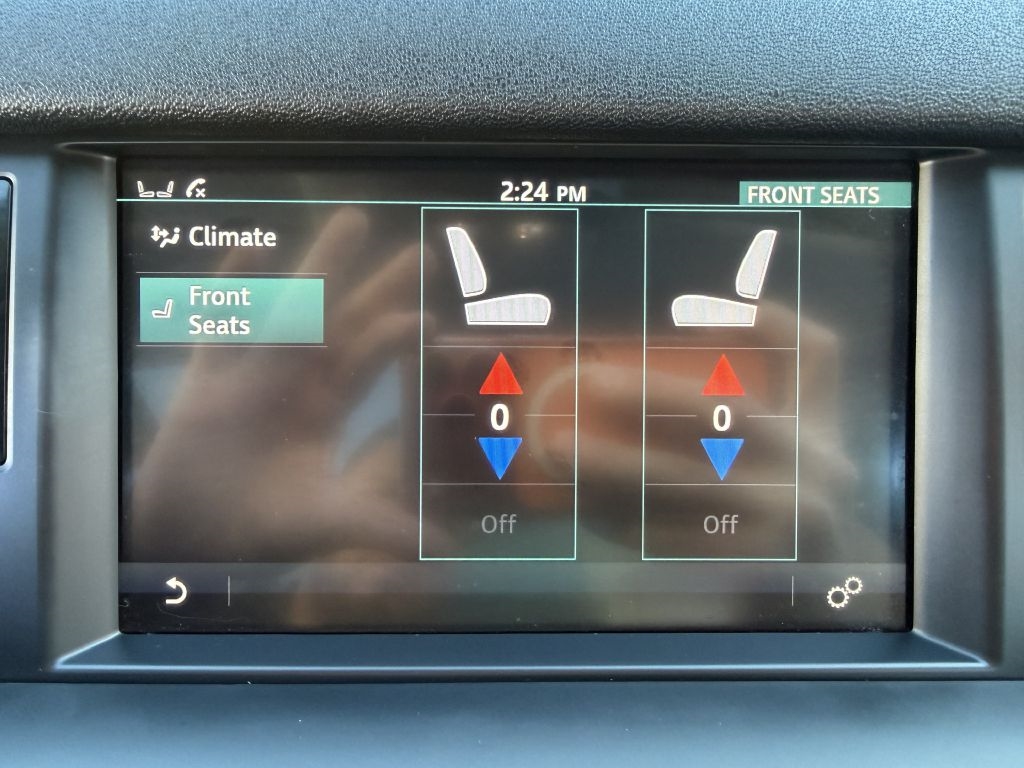 2:24 PM
FRONT SEATS
Climate
Front
Seats
0
0
Off
Off